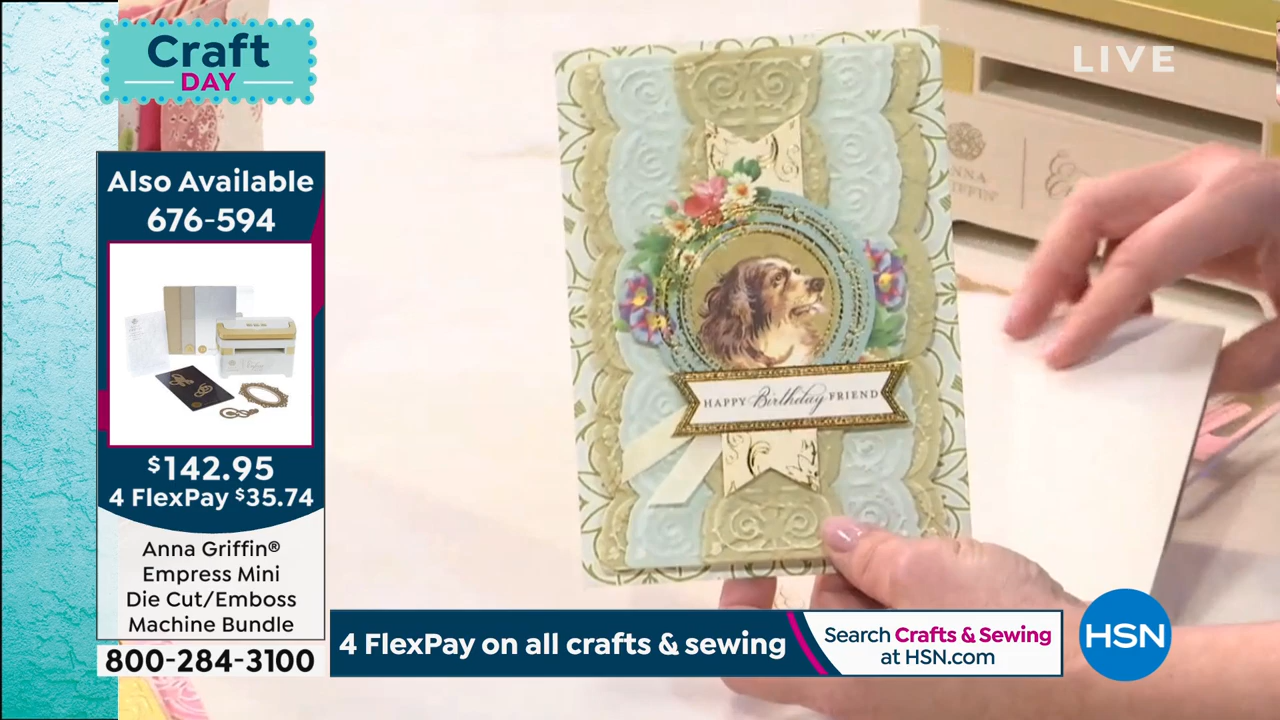 Craft
DAY
LIVE
Also Available
676-594
$142.95
4 FlexPay $35.74
Anna Griffin®
Empress Mini
Die Cut/Emboss
Machine Bundle
800-284-3100
HAPPY Birthday FRIEND
4 FlexPay on all crafts & sewing
Search Crafts & Sewing
at HSN.com
HSN